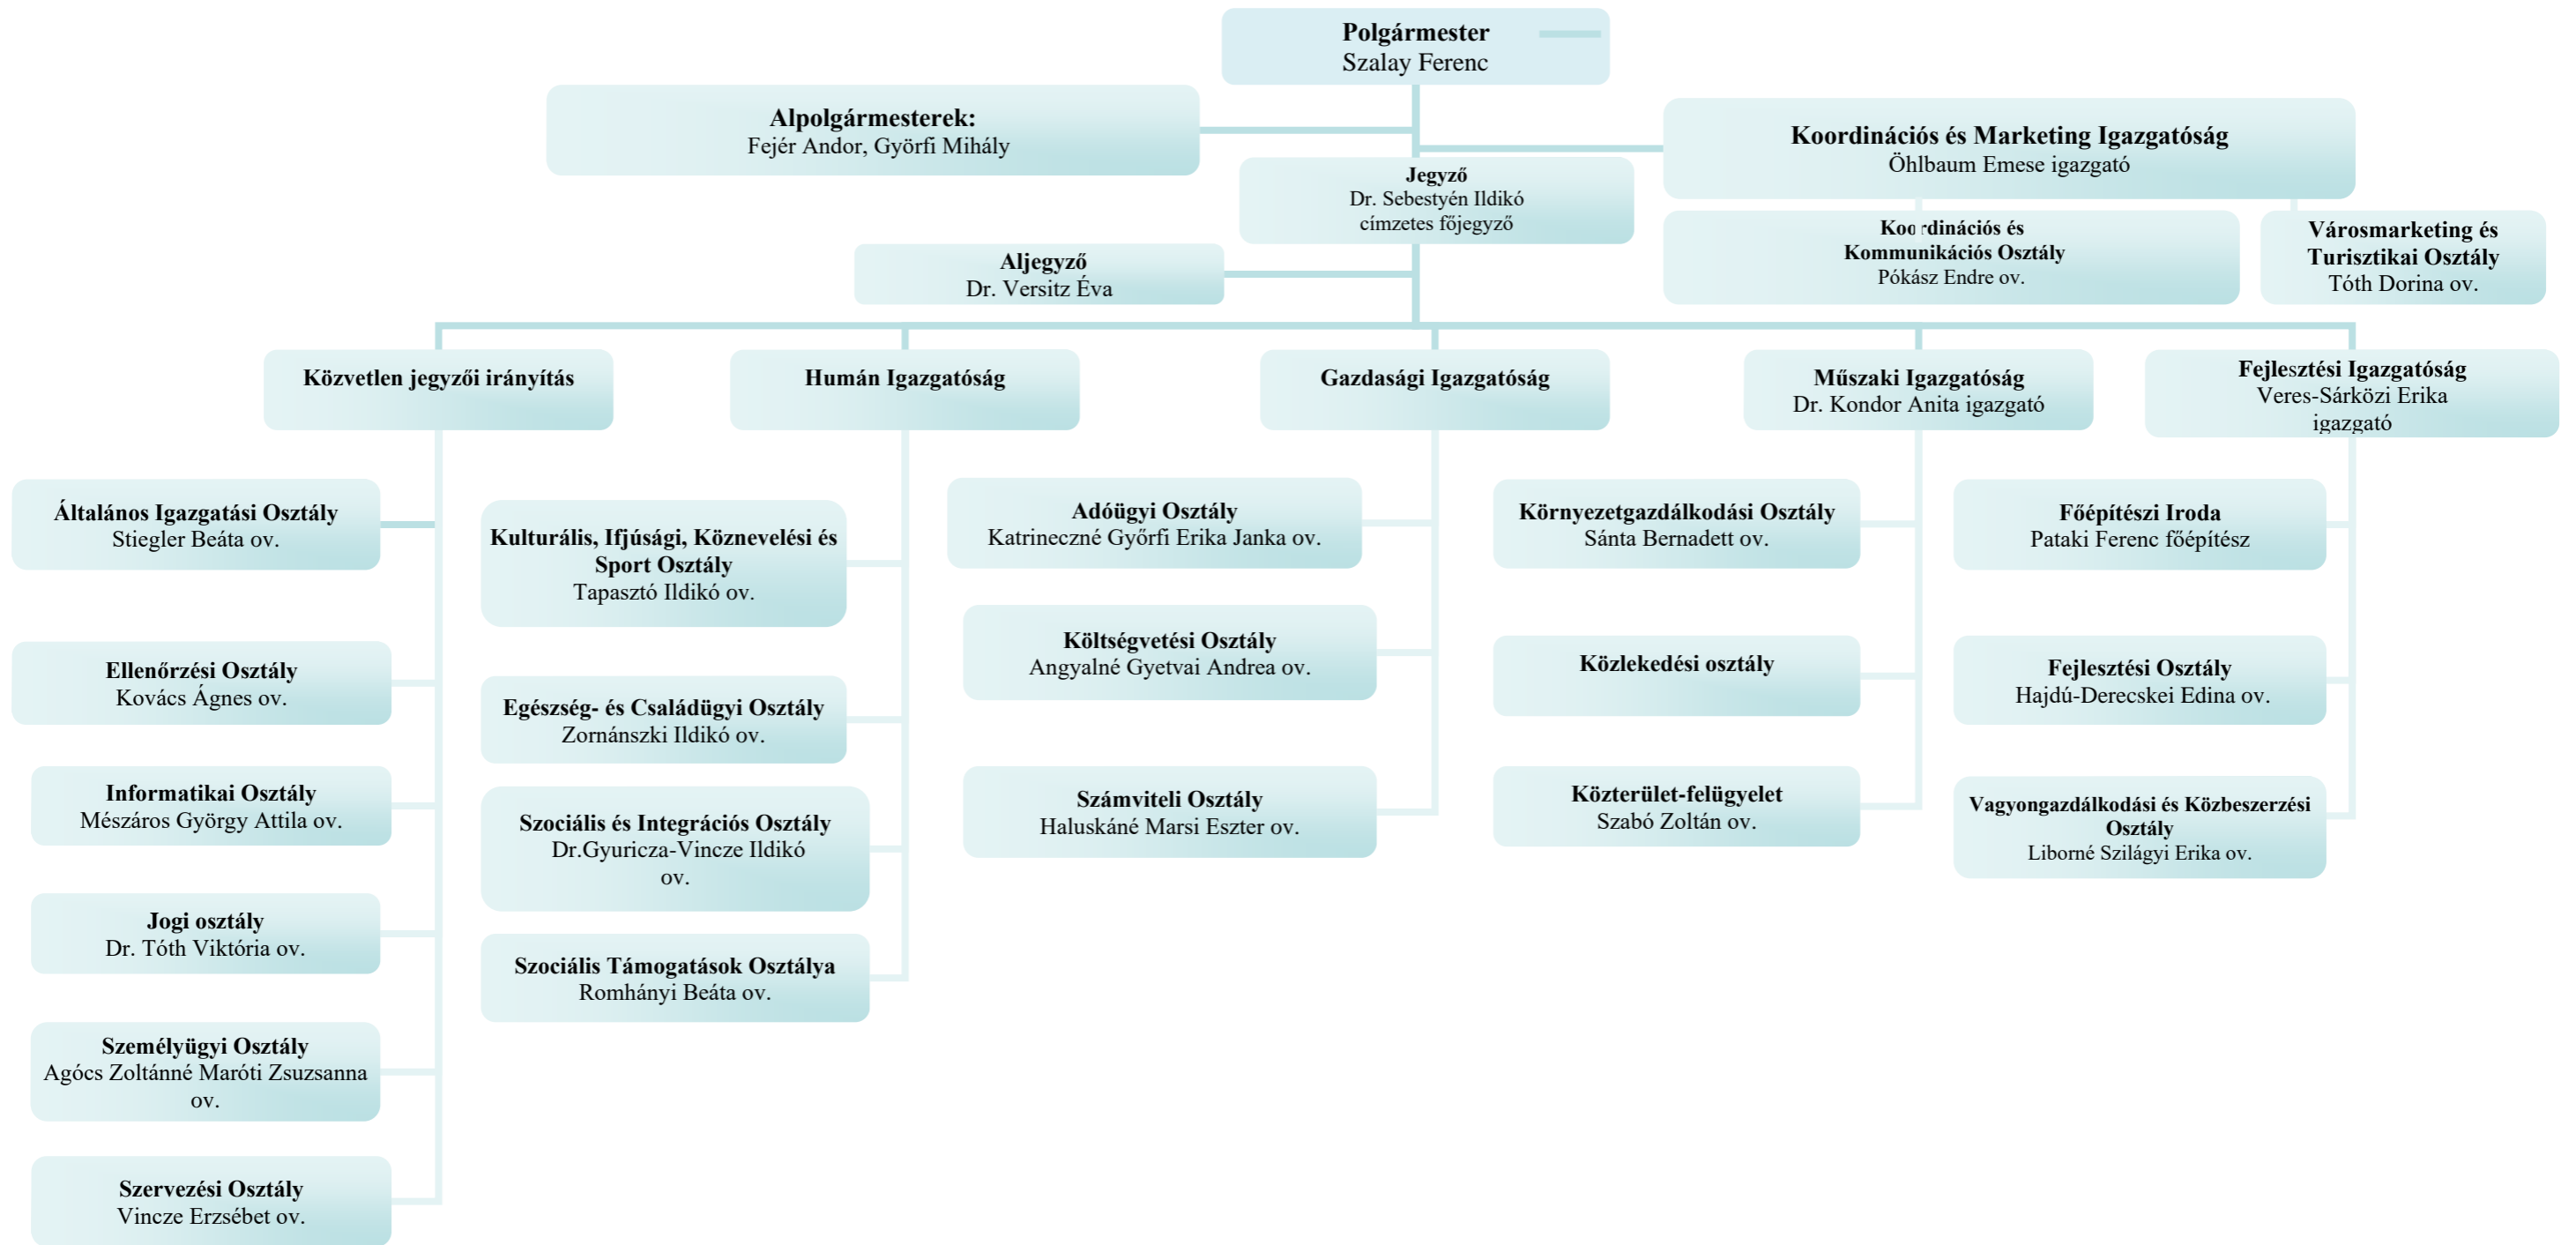 Polgármester
Szalay Ferenc
Alpolgármesterek:
Fejér Andor, Györfi Mihály
Koordinációs és Marketing Igazgatóság
Öhlbaum Emese igazgató
Jegyző
Dr. Sebestyén Ildikó
címzetes főjegyző
Koordinációs és
Kommunikációs Osztály
Pókász Endre ov.
Városmarketing és
Turisztikai Osztály
Tóth Dorina ov.
Aljegyző
Dr. Versitz Éva
Közvetlen jegyzői irányítás
Humán Igazgatóság
Gazdasági Igazgatóság
Műszaki Igazgatóság
Dr. Kondor Anita igazgató
Fejlesztési Igazgatóság
Veres-Sárközi Erika
igazgató
Általános Igazgatási Osztály
Stiegler Beáta ov.
Ellenőrzési Osztály
Kovács Ágnes ov.
Informatikai Osztály
Mészáros György Attila ov.
Jogi osztály
Dr. Tóth Viktória ov.
Személyügyi Osztály
Agócs Zoltánné Maróti Zsuzsanna
ov.
Szervezési Osztály
Vincze Erzsébet ov.
Kulturális, Ifjúsági, Köznevelési és
Sport Osztály
Tapasztó Ildikó ov.
Egészség- és Családügyi Osztály
Zornánszki Ildikó ov.
Szociális és Integrációs Osztály
Dr.Gyuricza-Vincze Ildikó
ov.
Szociális Támogatások Osztálya
Romhányi Beáta ov.
Adóügyi Osztály
Katrineczné Győrfi Erika Janka ov.
Költségvetési Osztály
Angyalné Gyetvai Andrea ov.
Számviteli Osztály
Haluskáné Marsi Eszter ov.
Környezetgazdálkodási Osztály
Sánta Bernadett ov.
Közlekedési osztály
Közterület-felügyelet
Szabó Zoltán ov.
Főépítészi Iroda
Pataki Ferenc főépítész
Fejlesztési Osztály
Hajdú-Derecskei Edina ov.
Vagyongazdálkodási és Közbeszerzési
Osztály
Liborné Szilágyi Erika ov.